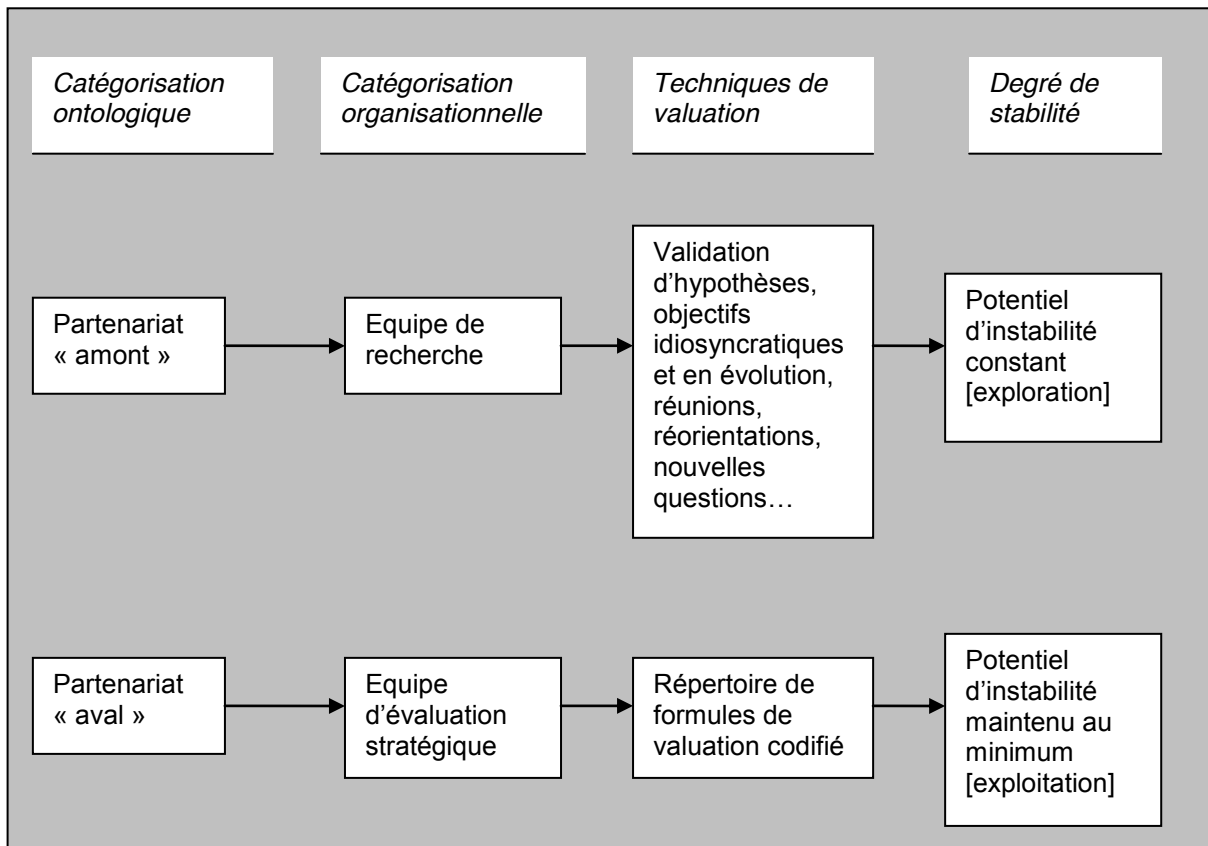 Catégorisation
ontologique
Catégorisation
organisationnelle
Techniques de
valuation
Degré de
stabilité
Partenariat
« amont »
Equipe de
recherche
Validation
d'hypothèses,
objectifs
idiosyncratiques
et en évolution,
réunions,
réorientations,
nouvelles
questions…
Potentiel
d'instabilité
constant
[exploration]
Partenariat
« aval »
Equipe
d'évaluation
stratégique
Répertoire de
formules de
valuation codifié
Potentiel
d'instabilité
maintenu au
minimum
[exploitation]